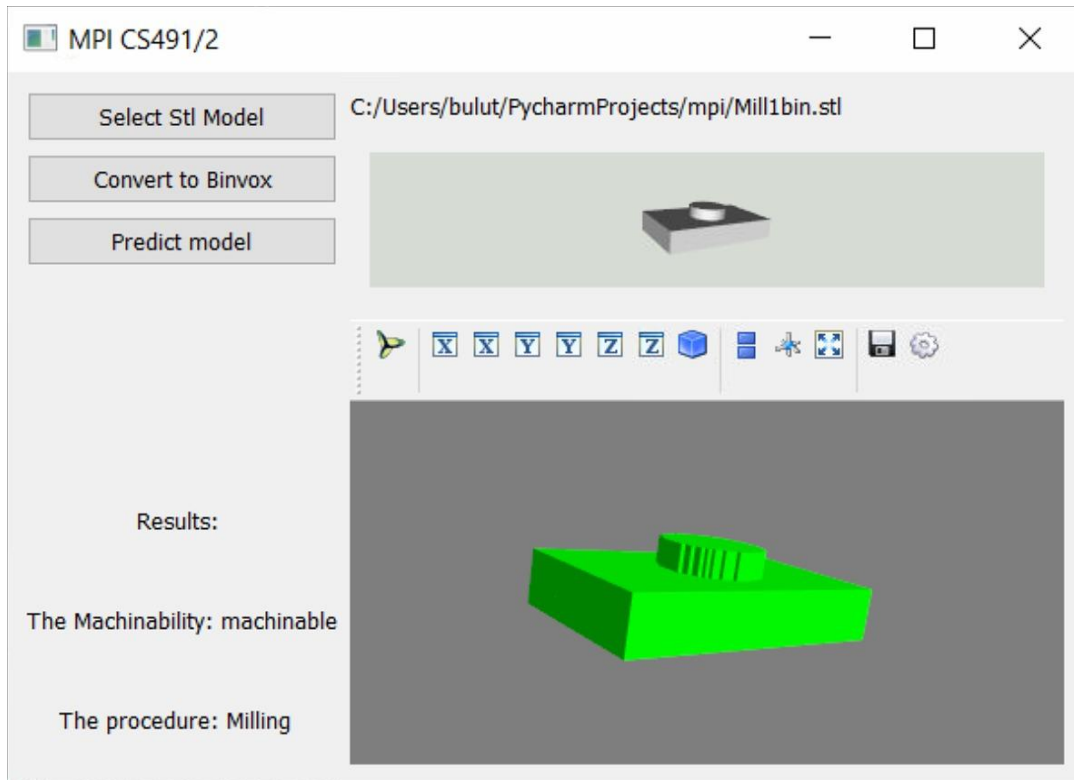 MPI CS491/2
Select Stl Model
C:/Users/bulut/PycharmProjects/mpi/Mill1bin.stl
Convert to Binvox
Predict model
X X Y Y Z Z
Results:
The Machinability: machinable
The procedure: Milling